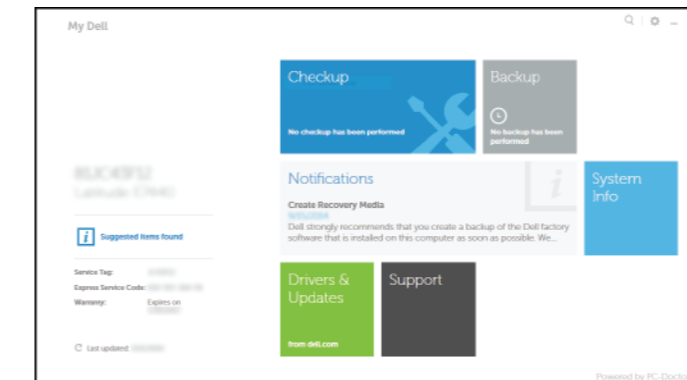 My Dell
Checkup
No checkup has been performed
Backup
No backup has been
performed
Suggested items found
Service Tag:
Express Service Code:
Warranty:
Expires on
Last updated:
Notifications
Create Recovery Media
Dell strongly recommends that you create a backup of the Dell factory
software that is installed on this computer as soon as possible. We...
System
Info
Drivers &
Updates
from dell.com
Support
Powered by PC-Docto